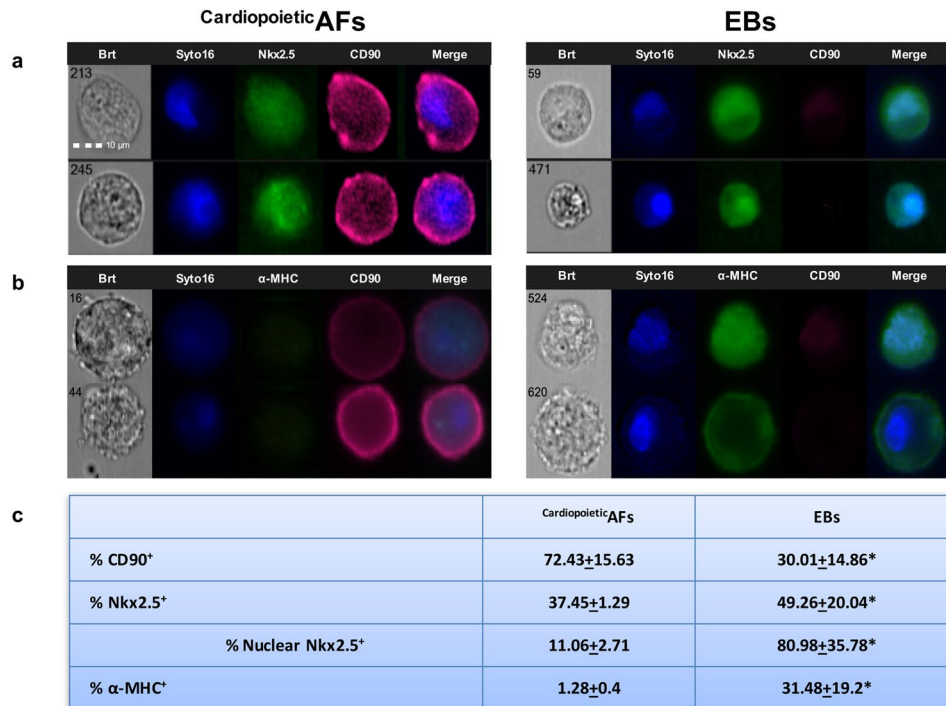 CardiopoieticAFs EBs
a
Brt Syto16 Nkx2.5 CD90 Merge Brt Syto16 Nkx2.5 CD90 Merge
213 59
10 µm
245 471
b
Brt Syto16 α-MHC CD90 Merge Brt Syto16 α-MHC CD90 Merge
16 524
44 620
c
CardiopoieticAFs EBs
% CD90+ 72.43±15.63 30.01±14.86*
% Nkx2.5+ 37.45±1.29 49.26±20.04*
% Nuclear Nkx2.5+ 11.06±2.71 80.98±35.78*
% α-MHC+ 1.28±0.4 31.48±19.2*